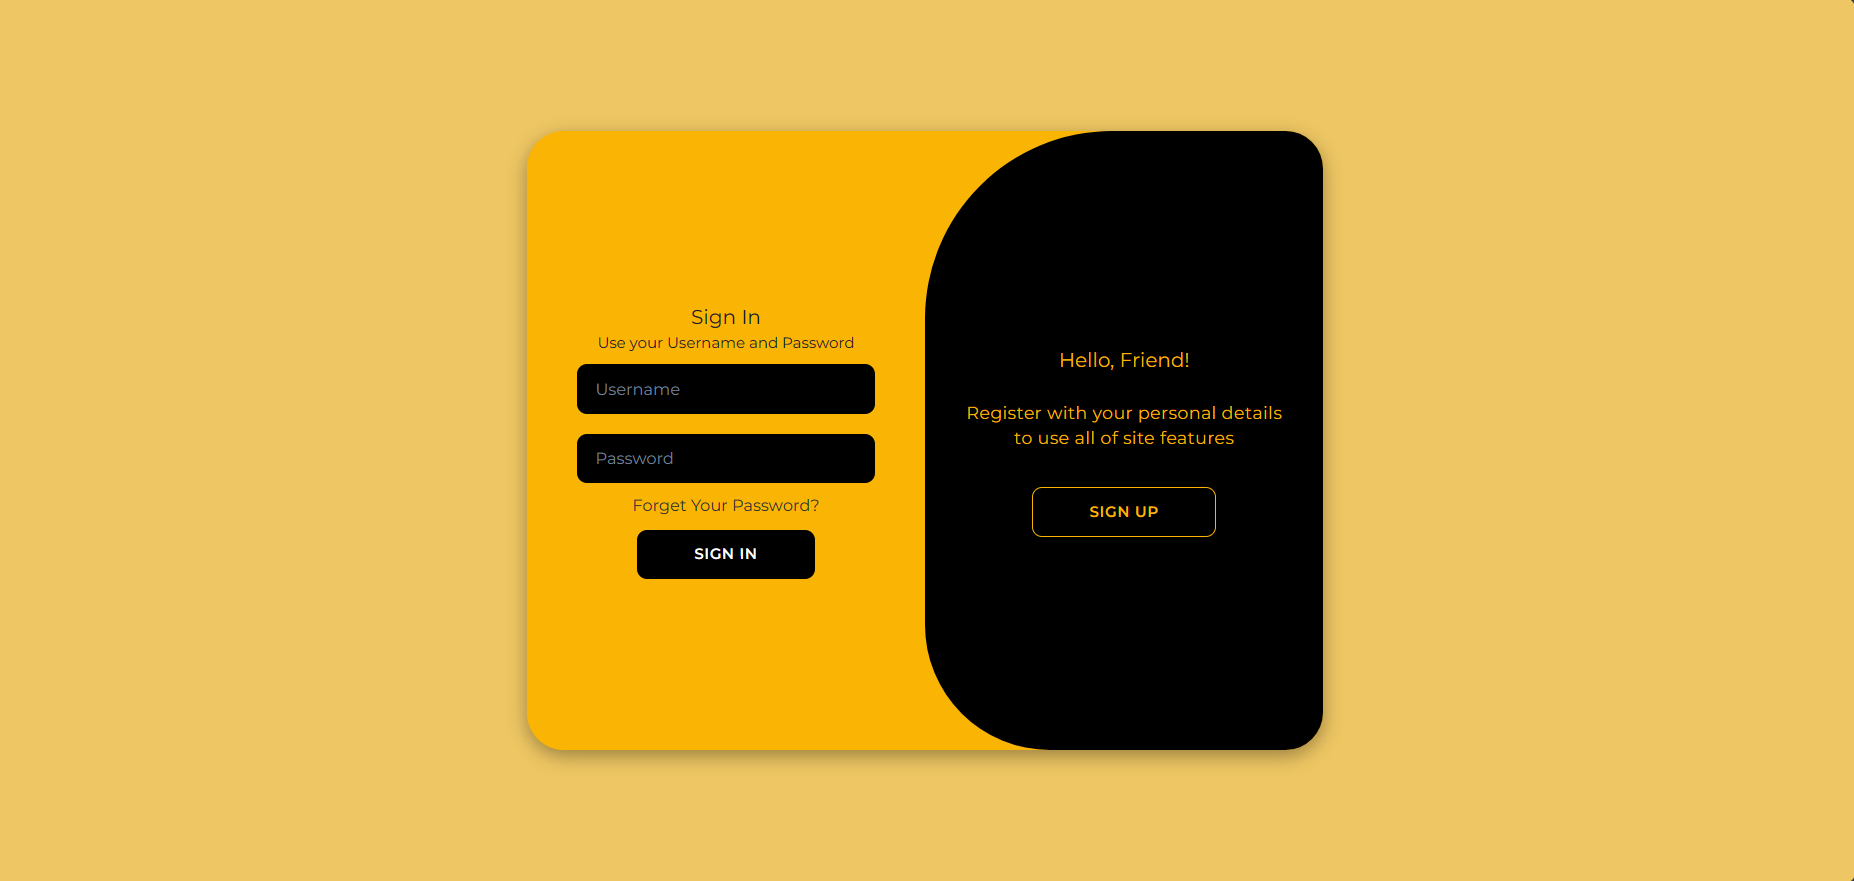 Sign In
Use your Username and Password
Username
Password
Forget Your Password?
SIGN IN
Hello, Friend!
Register with your personal details
to use all of site features
SIGN UP